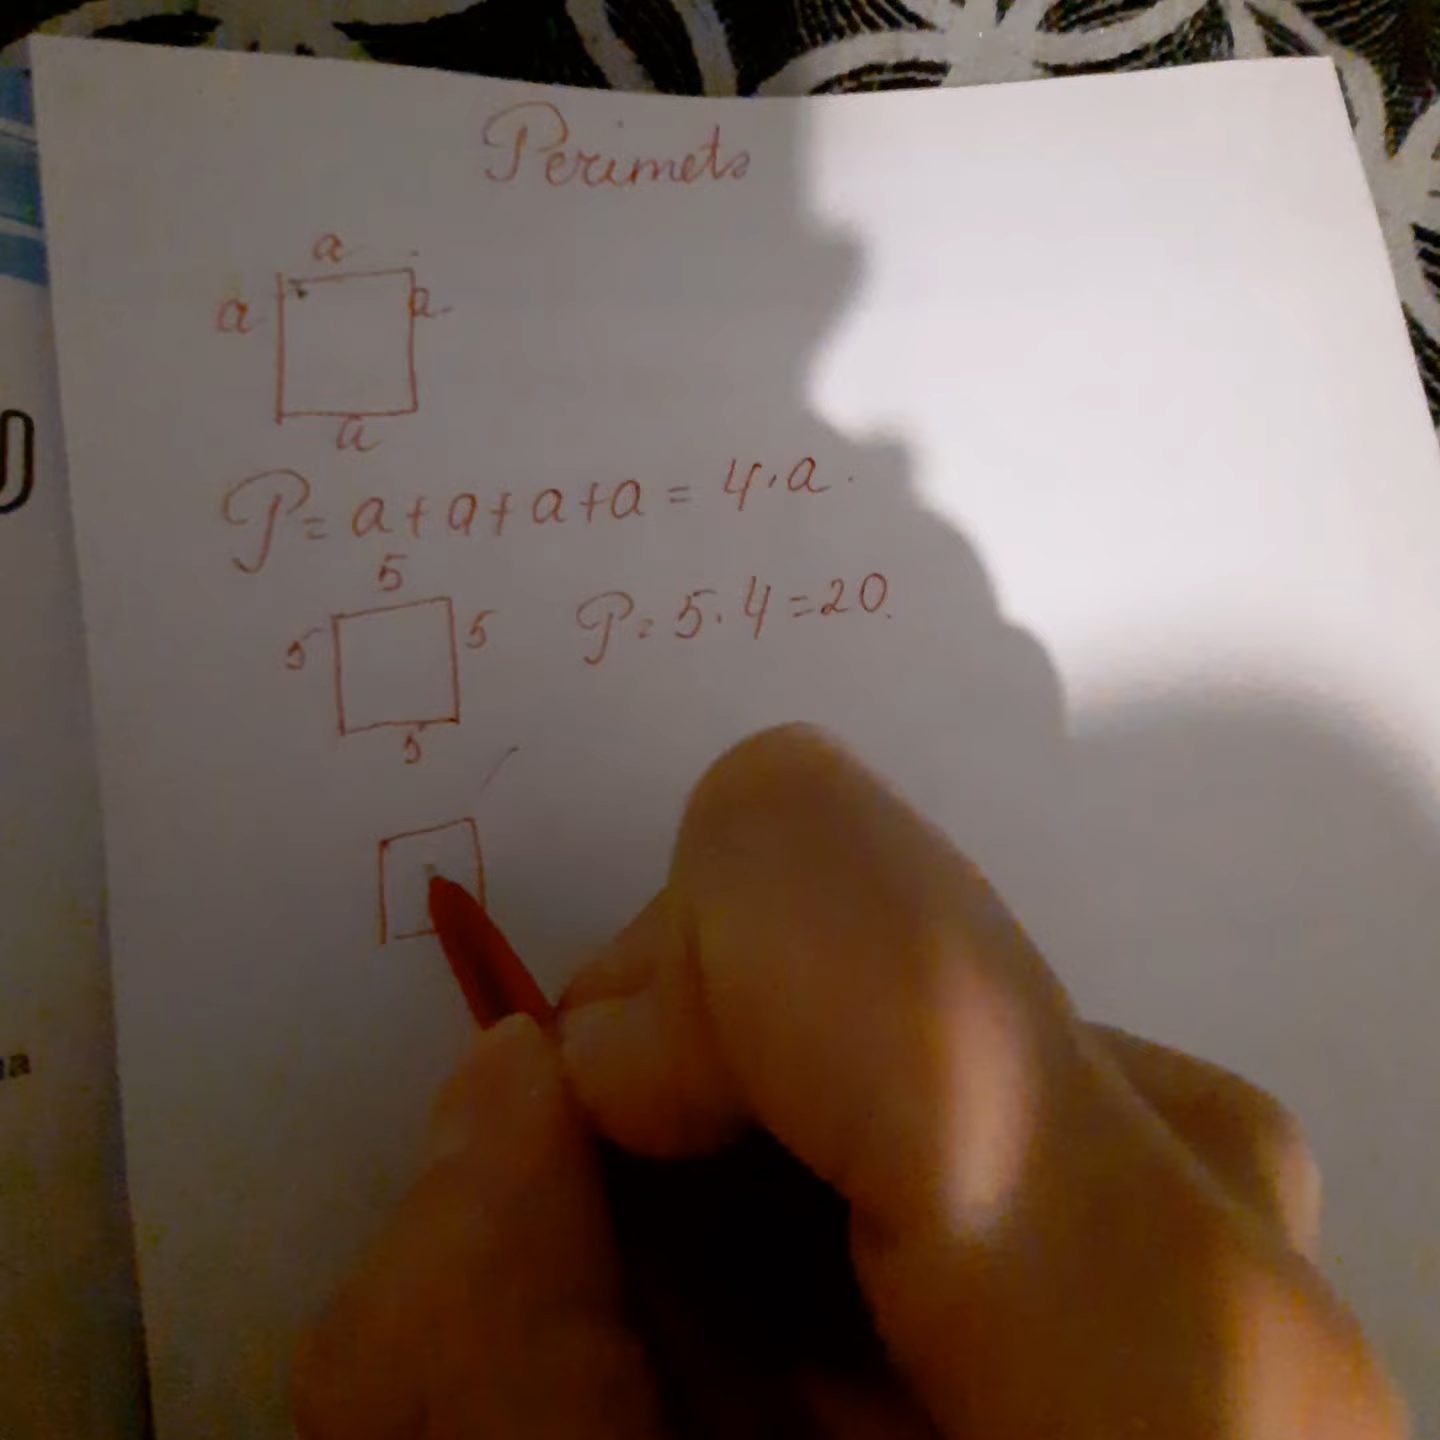 Perimets
a
a a
a
P = a + a + a + a = 4 · a.
5
5 5 P = 5 · 4 = 20.
5